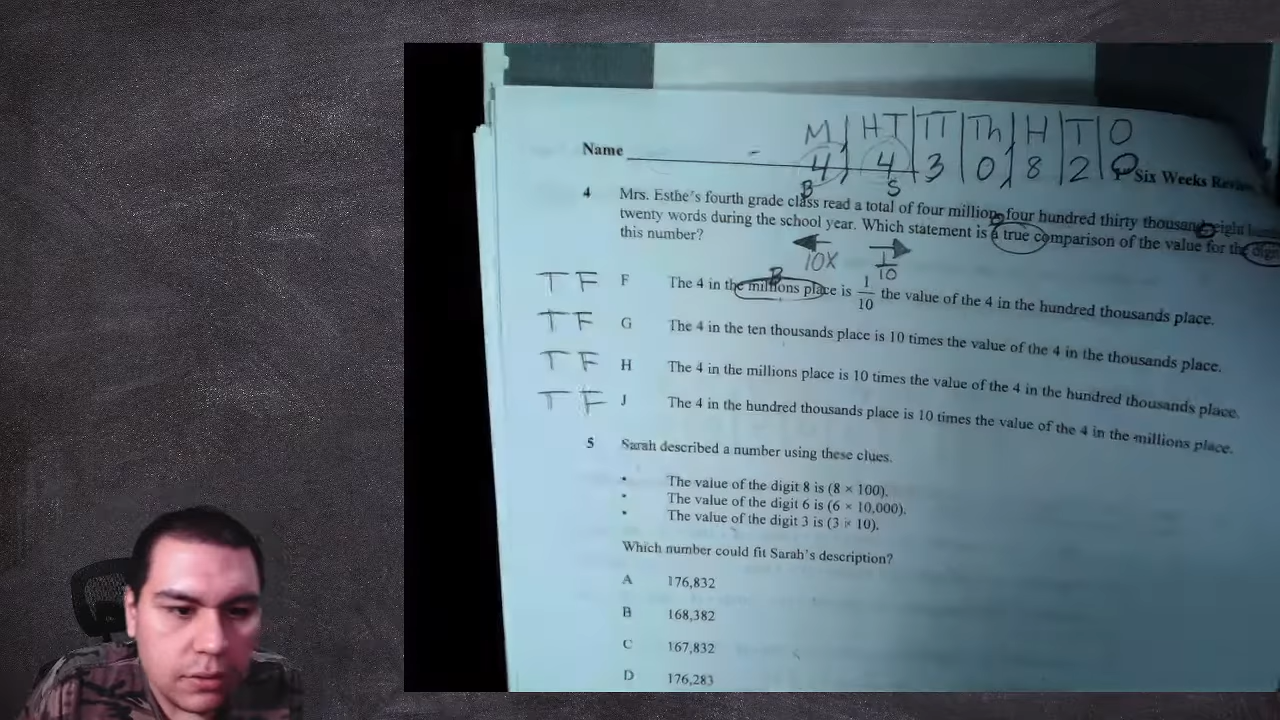 M HT TT Th H T O
Name
4, 4 3 0, 8 2 0
Six Weeks
B S
4 Mrs. Esthe's fourth grade class read a total of four million, four hundred thirty thousand, eight
twenty words during the school year. Which statement is a true comparison of the value for the
this number?
10X 1/10
B
T F F The 4 in the millions place is 1/10 the value of the 4 in the hundred thousands place.
T F G The 4 in the ten thousands place is 10 times the value of the 4 in the thousands place.
T F H The 4 in the millions place is 10 times the value of the 4 in the hundred thousands place.
T F J The 4 in the hundred thousands place is 10 times the value of the 4 in the millions place.
5 Sarah described a number using these clues.
• The value of the digit 8 is (8 × 100).
• The value of the digit 6 is (6 × 10,000).
• The value of the digit 3 is (3 × 10).
Which number could fit Sarah's description?
A 176,832
B 168,382
C 167,832
D 176,283